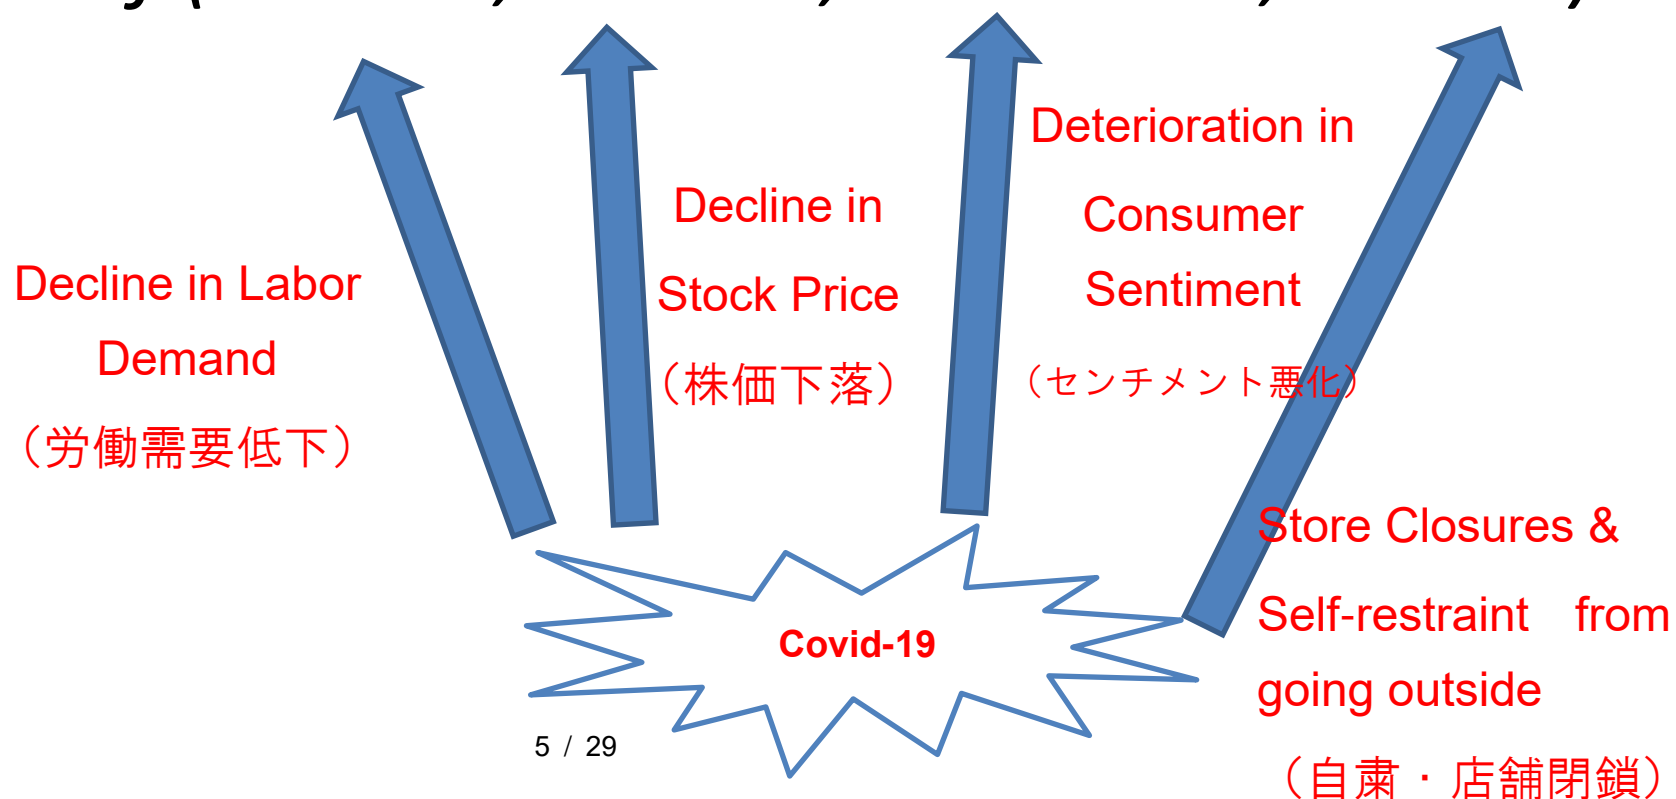 Decline in Labor
Demand
（労働需要低下）
Decline in
Stock Price
（株価下落）
Deterioration in
Consumer
Sentiment
（センチメント悪化）
Store Closures &
Self-restraint from
going outside
（自粛・店舗閉鎖）
Covid-19
5 / 29